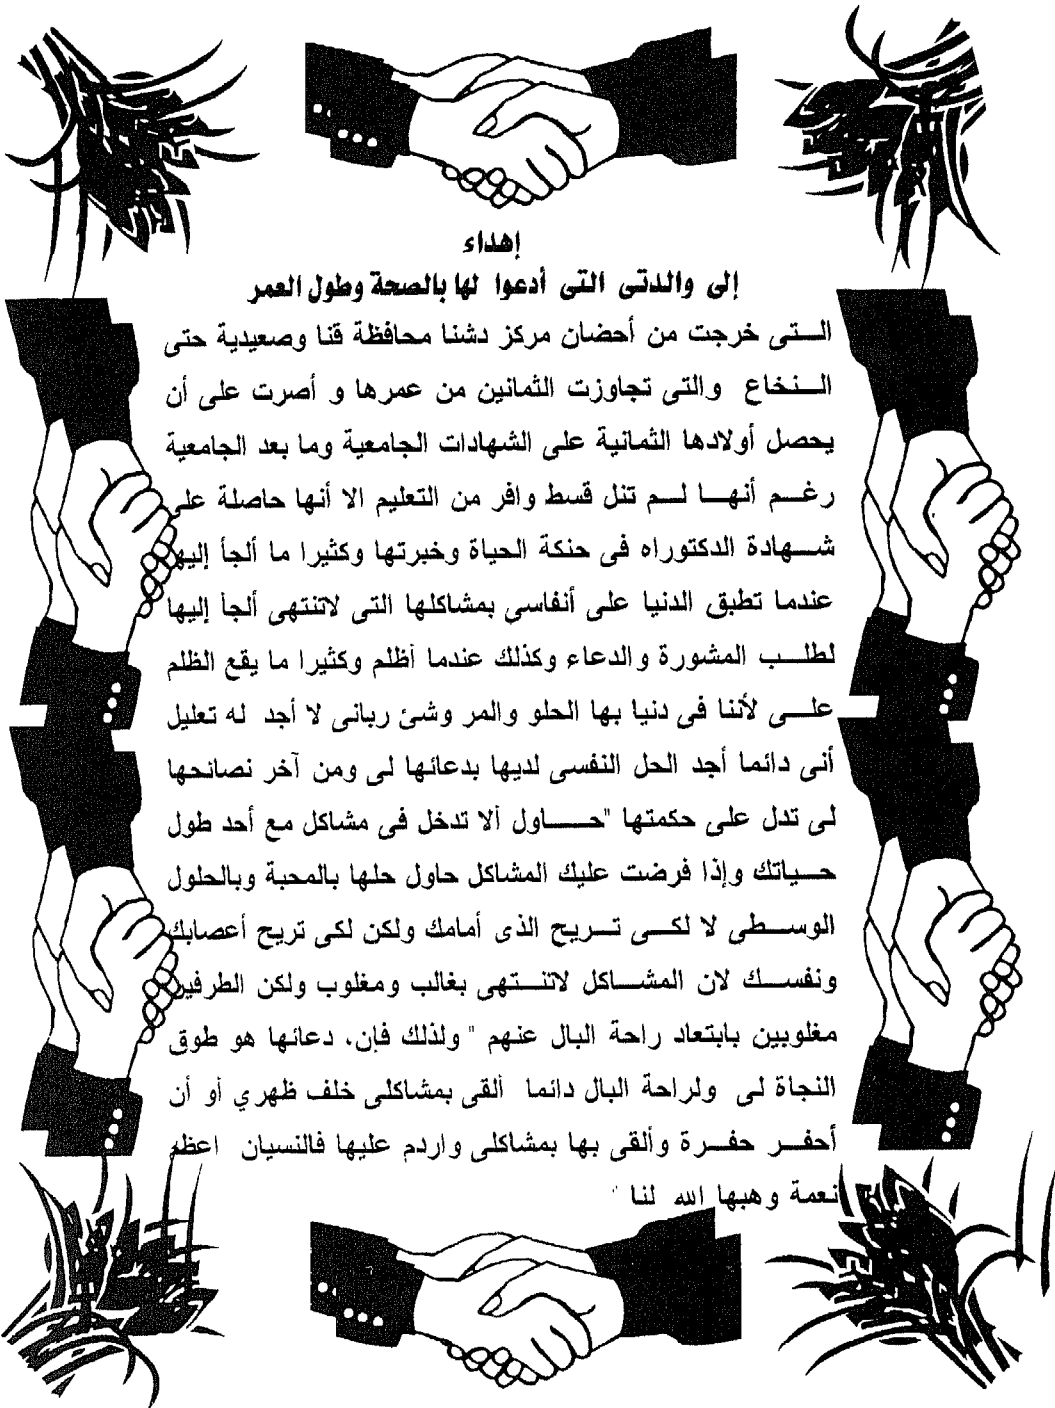 إهداء
إلى والدتى التى أدعوا لها بالصحة وطول العمر
التى خرجت من أحضان مركز دشنا محافظة قنا وصعيدية حتى
النخاع والتى تجاوزت الثمانين من عمرها و أصرت على أن
يحصل أولادها الثمانية على الشهادات الجامعية وما بعد الجامعية
رغم أنها لم تنل قسط وافر من التعليم الا أنها حاصلة على
شهادة الدكتوراه فى حنكة الحياة وخبرتها وكثيرا ما ألجأ إليها
عندما تطبق الدنيا على أنفاسي بمشاكلها التى لاتنتهى ألجأ إليها
لطلب المشورة والدعاء وكذلك عندما أظلم وكثيرا ما يقع الظلم
على لأننا فى دنيا بها الحلو والمر وشئ ربانى لا أجد له تعليل
أنى دائما أجد الحل النفسى لديها بدعائها لى ومن آخر نصائحها
لى تدل على حكمتها "حاول ألا تدخل فى مشاكل مع أحد طول
حياتك وإذا فرضت عليك المشاكل حاول حلها بالمحبة وبالحلول
الوسطى لا لكى تريح الذى أمامك ولكن لكى تريح أعصابك
ونفسك لان المشاكل لاتنتهى بغالب ومغلوب ولكن الطرفين
مغلوبين بابتعاد راحة البال عنهم " ولذلك فإن، دعائها هو طوق
النجاة لى ولراحة البال دائما ألقى بمشاكلى خلف ظهري أو أن
أحفر حفرة وألقى بها بمشاكلى واردم عليها فالنسيان اعظم
نعمة وهبها الله لنا "